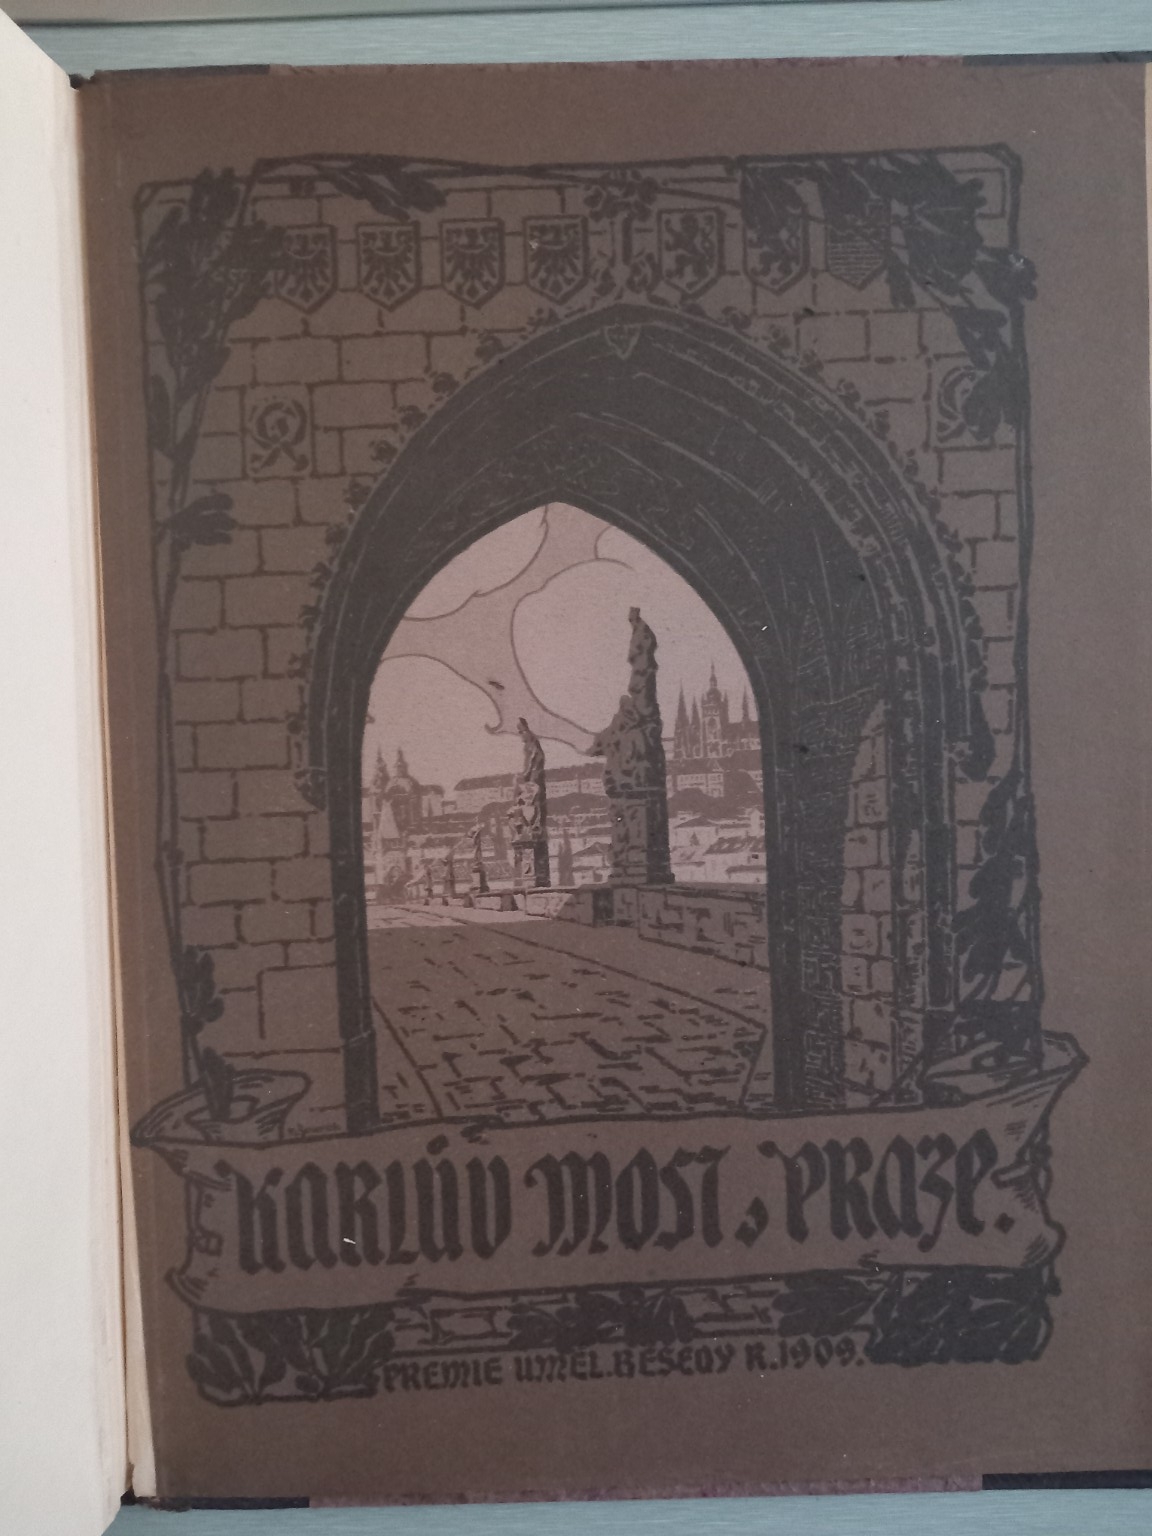 KARLŮV MOST v PRAZE.
PREMIE UMĚL.BESEDY R.1909.